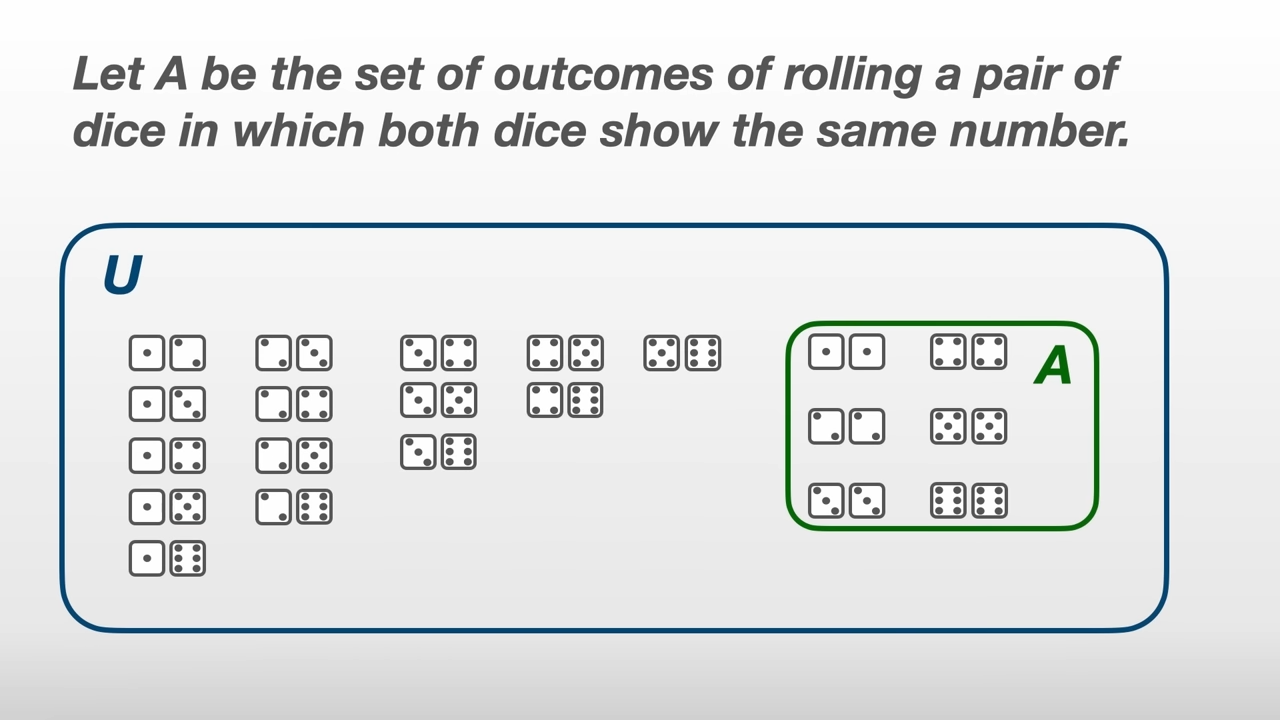 Let A be the set of outcomes of rolling a pair of
dice in which both dice show the same number.
U
A